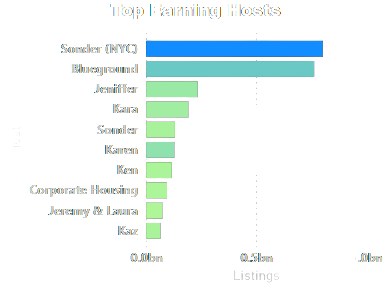 Top Earning Hosts
Sonder (NYC)
Blueground
Jeniffer
Kara
Sonder
Karen
Ken
Corporate Housing
Jeremy & Laura
Kaz
0.0bn 0.5bn .0bn
Listings